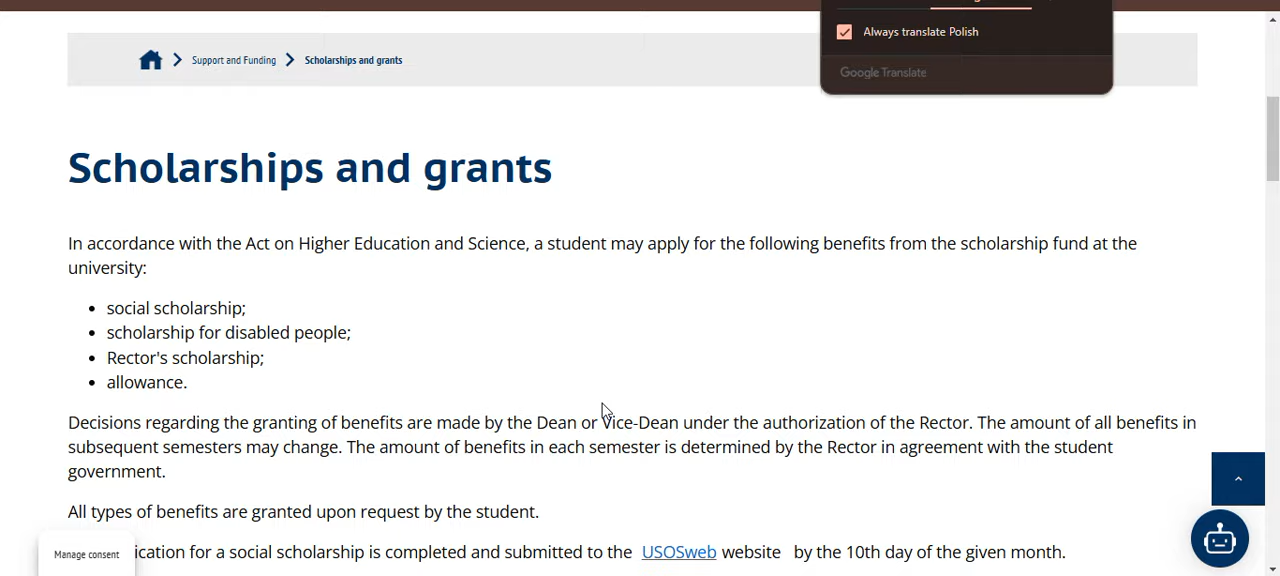 Always translate Polish
Google Translate
Support and Funding
Scholarships and grants
Scholarships and grants
In accordance with the Act on Higher Education and Science, a student may apply for the following benefits from the scholarship fund at the
university:
social scholarship;
scholarship for disabled people;
Rector's scholarship;
allowance.
Decisions regarding the granting of benefits are made by the Dean or Vice-Dean under the authorization of the Rector. The amount of all benefits in
subsequent semesters may change. The amount of benefits in each semester is determined by the Rector in agreement with the student
government.
All types of benefits are granted upon request by the student.
ication for a social scholarship is completed and submitted to the USOSweb website by the 10th day of the given month.
Manage consent